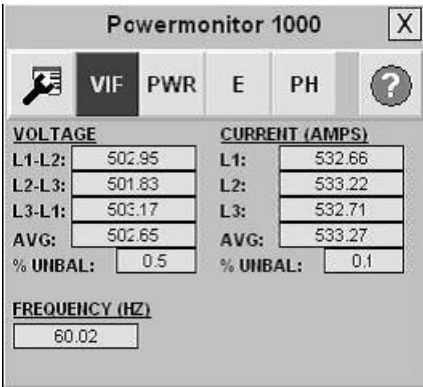 Powermonitor 1000 X
VIF PWR E PH ?
VOLTAGE
L1-L2: 502.95
L2-L3: 501.83
L3-L1: 503.17
AVG: 502.65
% UNBAL: 0.5
CURRENT (AMPS)
L1: 532.66
L2: 533.22
L3: 532.71
AVG: 533.27
% UNBAL: 0.1
FREQUENCY (HZ)
60.02